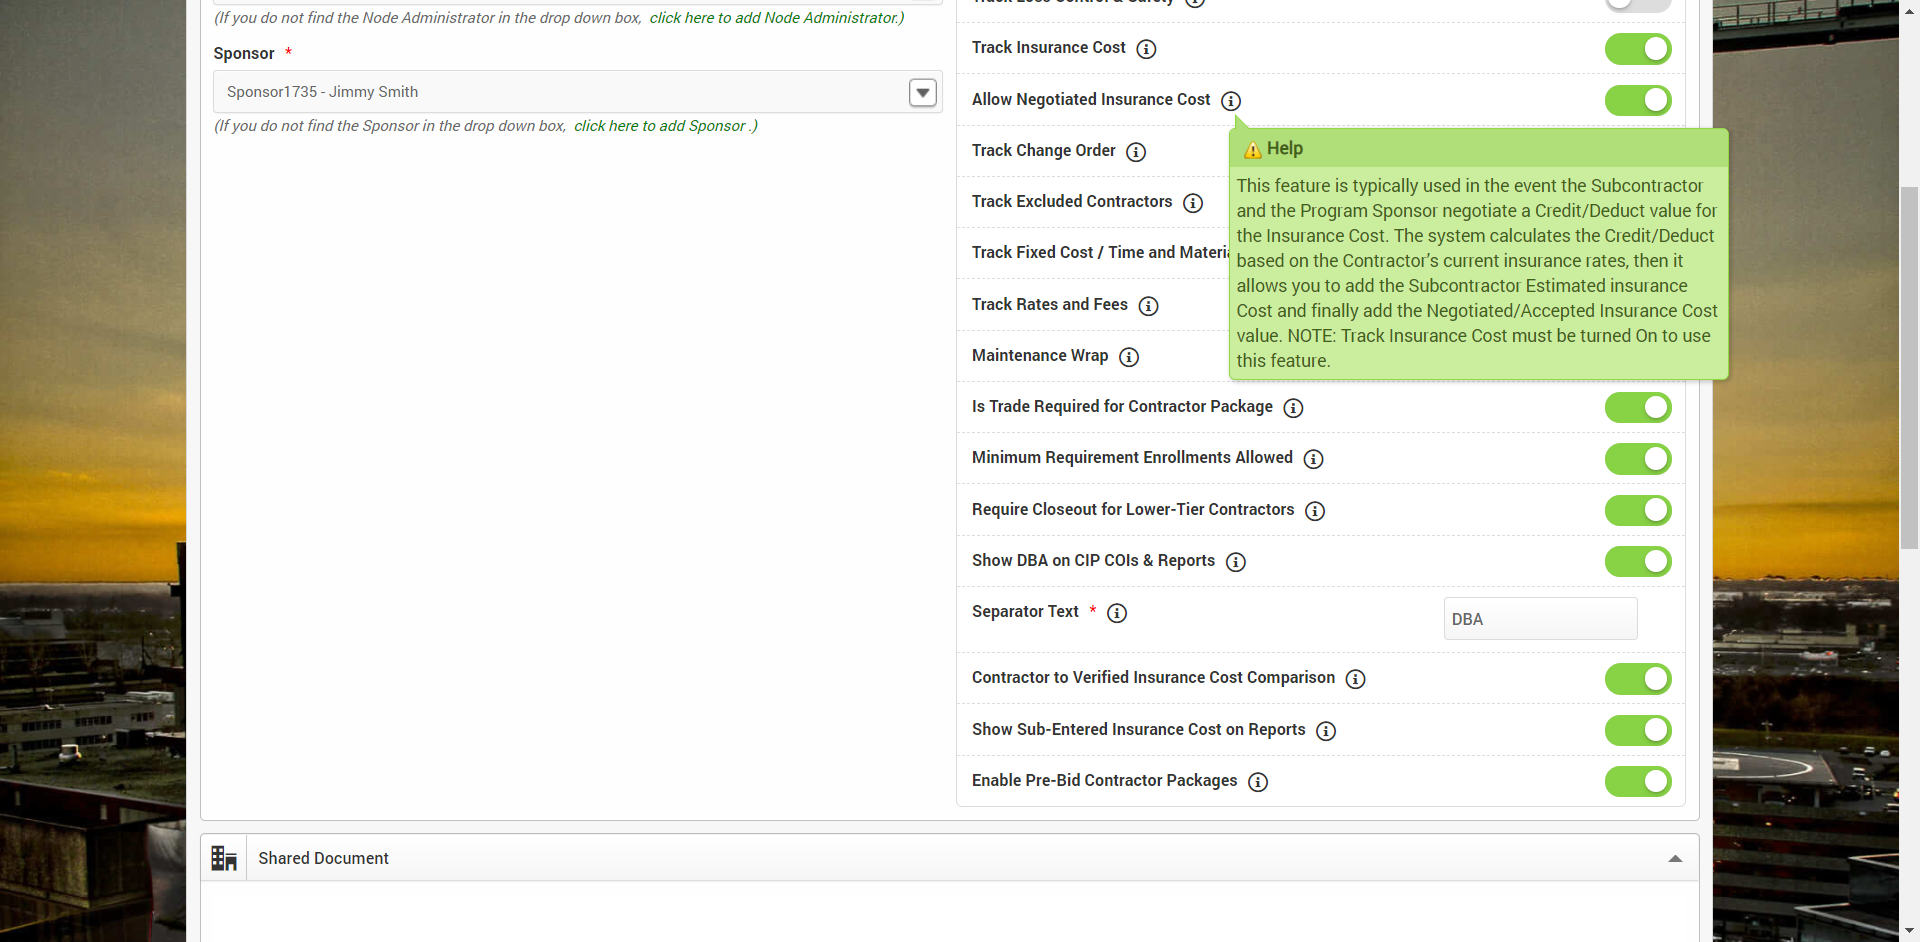 (If you do not find the Node Administrator in the drop down box, click here to add Node Administrator.)
Sponsor *
Sponsor1735 - Jimmy Smith
(If you do not find the Sponsor in the drop down box, click here to add Sponsor .)
Track Loss Control & Safety
Track Insurance Cost
Allow Negotiated Insurance Cost
Help
This feature is typically used in the event the Subcontractor
and the Program Sponsor negotiate a Credit/Deduct value for
the Insurance Cost. The system calculates the Credit/Deduct
based on the Contractor’s current insurance rates, then it
allows you to add the Subcontractor Estimated insurance
Cost and finally add the Negotiated/Accepted Insurance Cost
value. NOTE: Track Insurance Cost must be turned On to use
this feature.
Track Change Order
Track Excluded Contractors
Track Fixed Cost / Time and Materia
Track Rates and Fees
Maintenance Wrap
Is Trade Required for Contractor Package
Minimum Requirement Enrollments Allowed
Require Closeout for Lower-Tier Contractors
Show DBA on CIP COIs & Reports
Separator Text *
DBA
Contractor to Verified Insurance Cost Comparison
Show Sub-Entered Insurance Cost on Reports
Enable Pre-Bid Contractor Packages
Shared Document